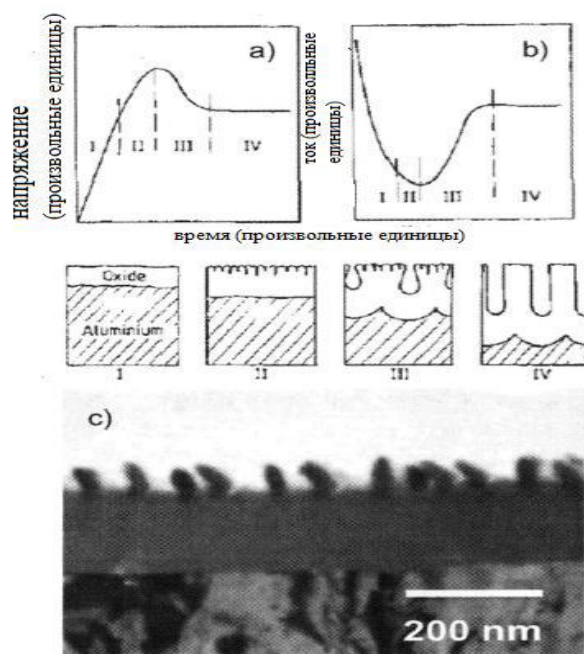 напряжение
(произвольные единицы)
a)
I II III IV
ток (произволльные
единицы)
b)
I II III IV
время (произвольные единицы)
Oxide
Aluminium
I II III IV
c)
200 nm